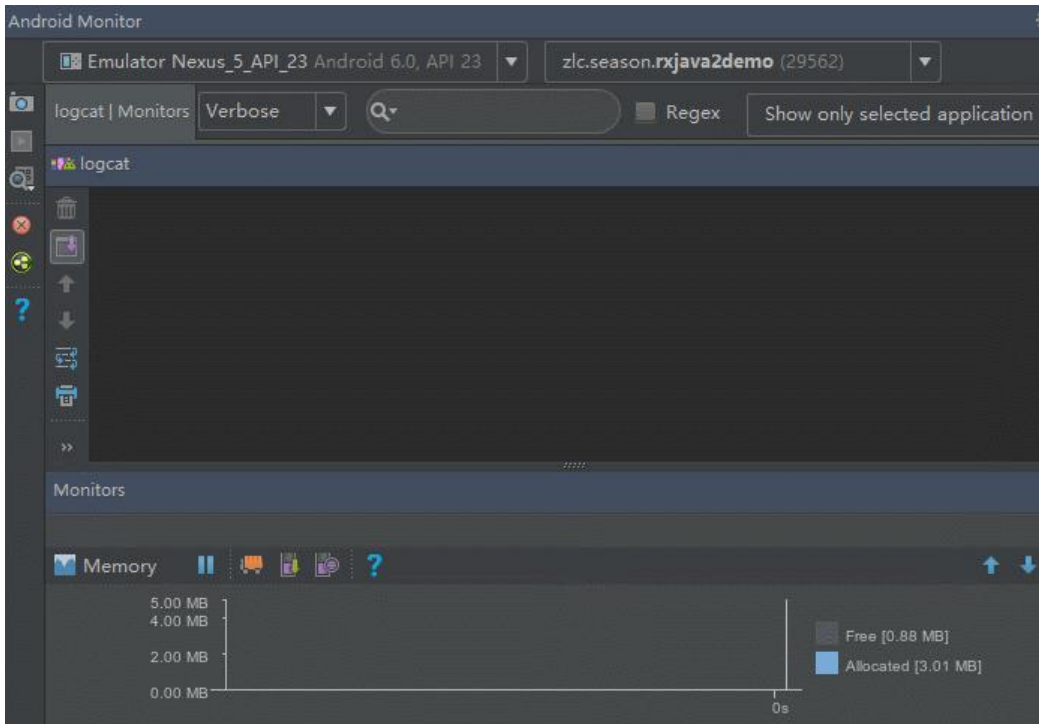 Android Monitor
Emulator Nexus_5_API_23 Android 6.0, API 23 zlc.season.rxjava2demo (29562)
logcat | Monitors Verbose Regex Show only selected application
logcat
Monitors
Memory ?
5.00 MB
4.00 MB
2.00 MB
0.00 MB
0s
Free [0.88 MB]
Allocated [3.01 MB]